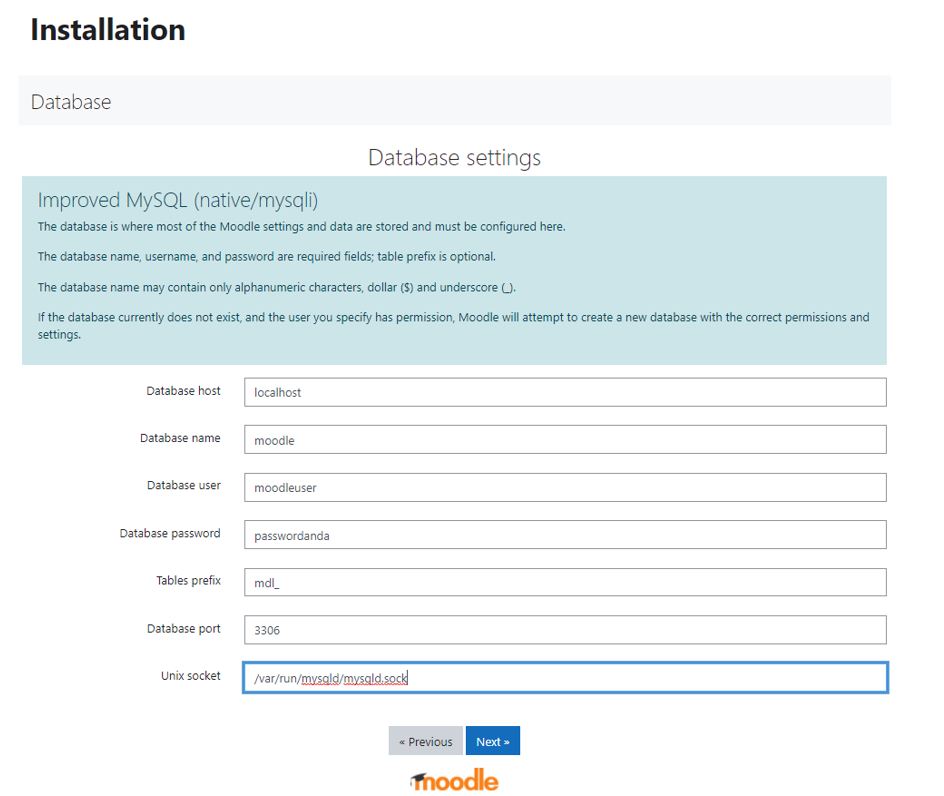 Installation
Database
Database settings
Improved MySQL (native/mysqli)
The database is where most of the Moodle settings and data are stored and must be configured here.
The database name, username, and password are required fields; table prefix is optional.
The database name may contain only alphanumeric characters, dollar ($) and underscore (_).
If the database currently does not exist, and the user you specify has permission, Moodle will attempt to create a new database with the correct permissions and
settings.
Database host localhost
Database name moodle
Database user moodleuser
Database password passwordanda
Tables prefix mdl_
Database port 3306
Unix socket /var/run/mysqld/mysqld.sock
« Previous Next »
moodle